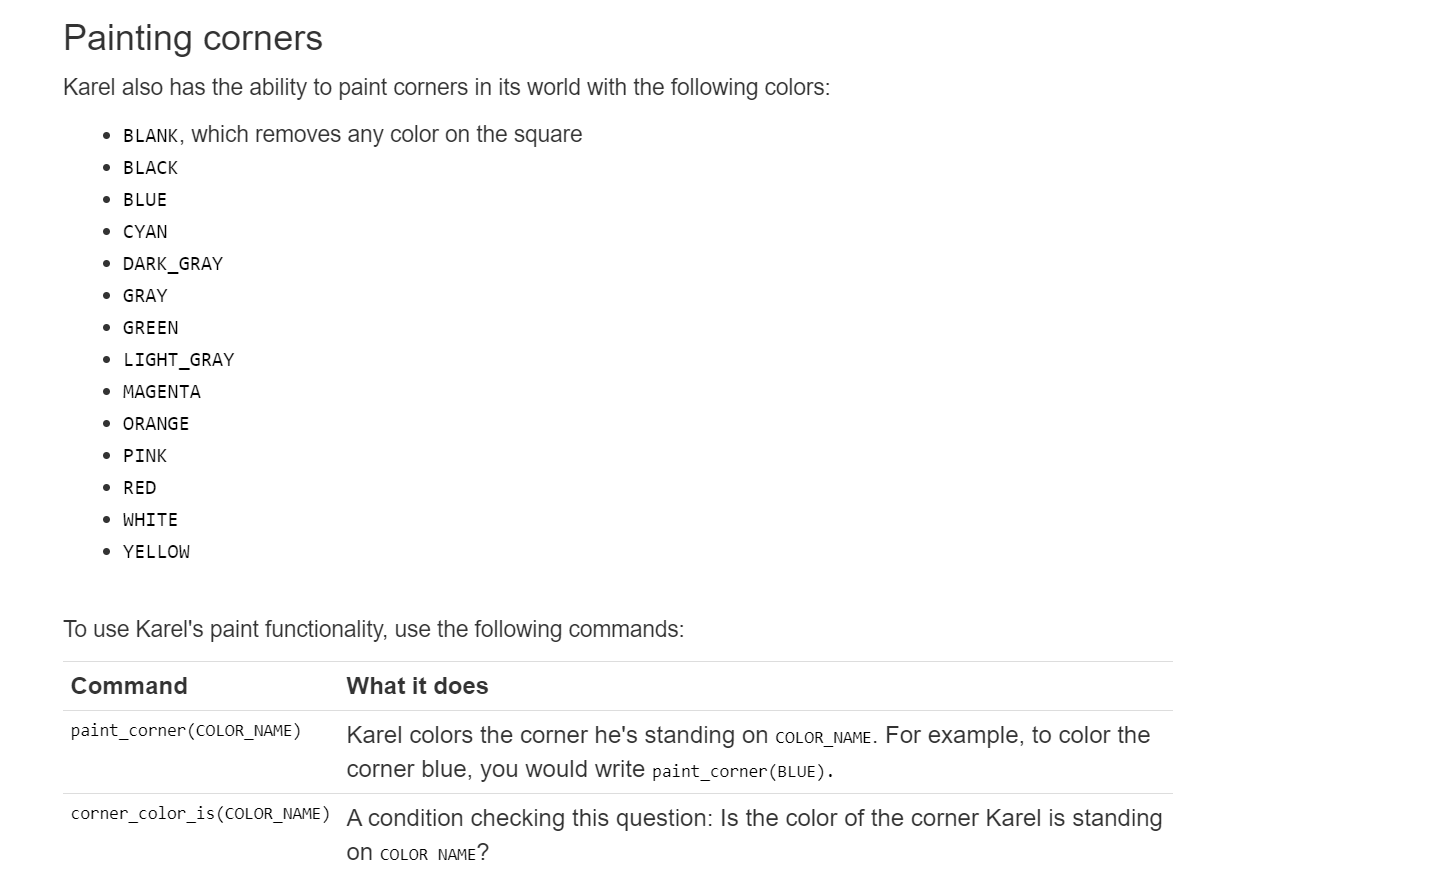 Painting corners
Karel also has the ability to paint corners in its world with the following colors:
• BLANK, which removes any color on the square
• BLACK
• BLUE
• CYAN
• DARK_GRAY
• GRAY
• GREEN
• LIGHT_GRAY
• MAGENTA
• ORANGE
• PINK
• RED
• WHITE
• YELLOW
To use Karel's paint functionality, use the following commands:
Command What it does
paint_corner(COLOR_NAME) Karel colors the corner he's standing on COLOR_NAME. For example, to color the
corner blue, you would write paint_corner(BLUE).
corner_color_is(COLOR_NAME) A condition checking this question: Is the color of the corner Karel is standing
on COLOR NAME?